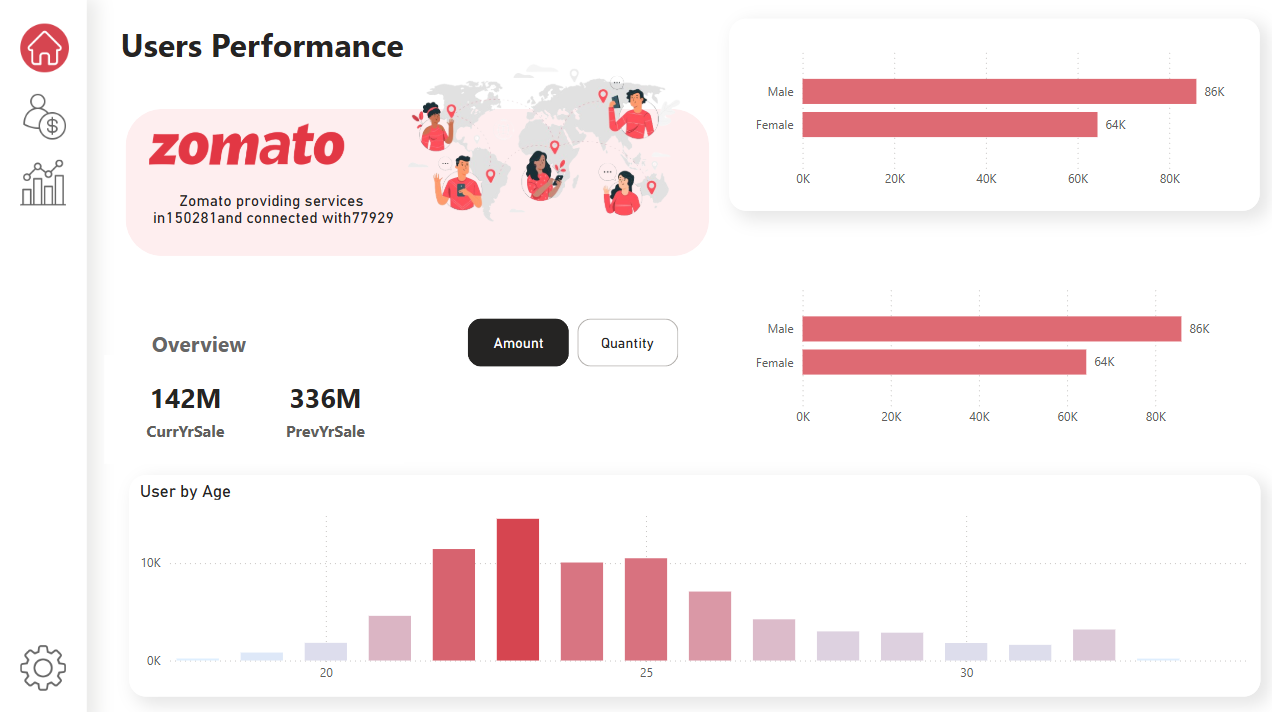 Users Performance
zomato
Zomato providing services
in150281and connected with77929
Male
86K
Female
64K
0K
20K
40K
60K
80K
Overview
Amount
Quantity
142M
336M
CurrYrSale
PrevYrSale
Male
86K
Female
64K
0K
20K
40K
60K
80K
User by Age
10K
0K
20
25
30